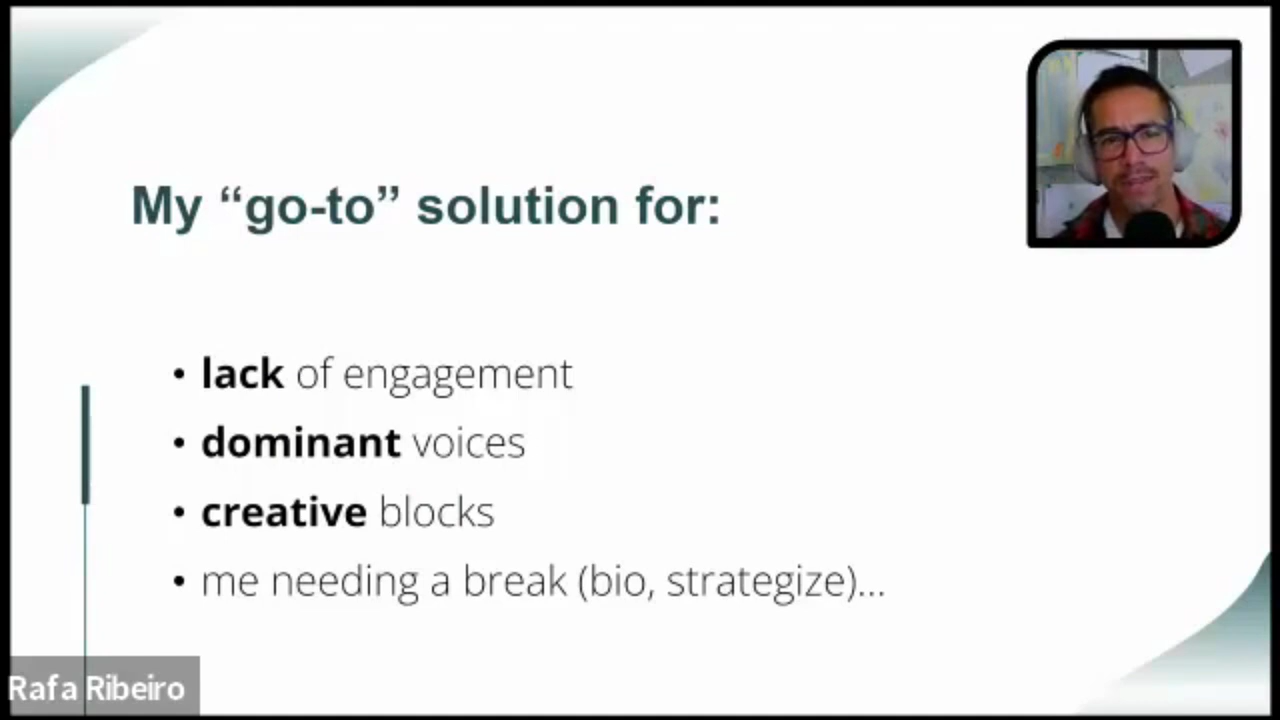 My “go-to” solution for:
• lack of engagement
• dominant voices
• creative blocks
• me needing a break (bio, strategize)...
Rafa Ribeiro